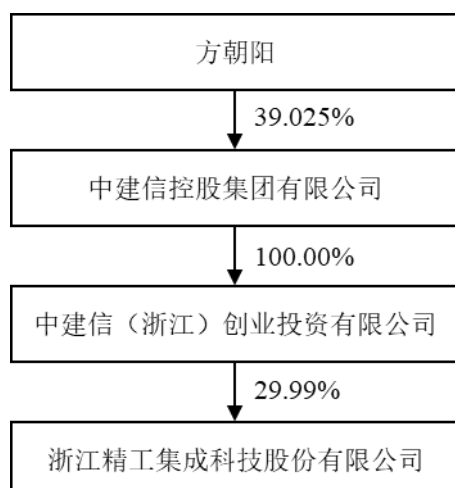 方朝阳
39.025%
中建信控股集团有限公司
100.00%
中建信（浙江）创业投资有限公司
29.99%
浙江精工集成科技股份有限公司